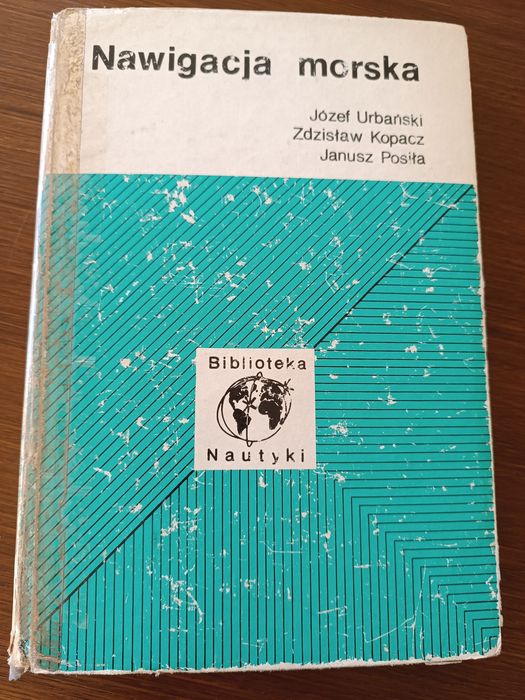 Nawigacja morska
Józef Urbański
Zdzisław Kopacz
Janusz Posiła
Biblioteka
Nautyki